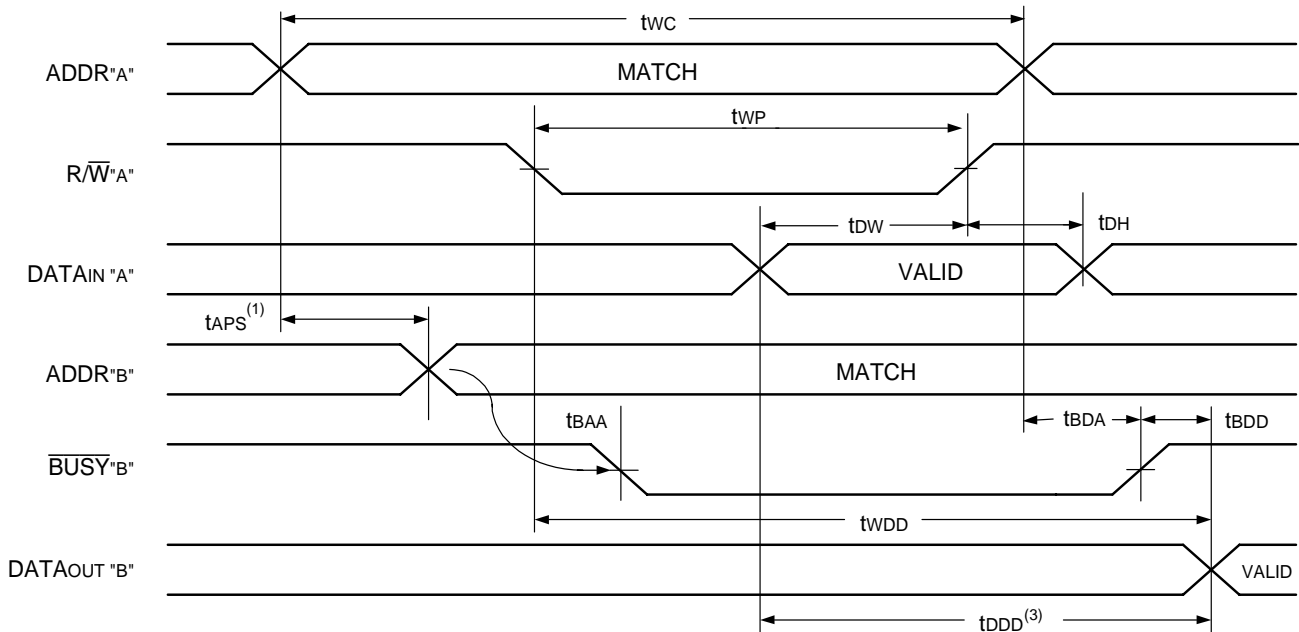 tWC
ADDR"A"
MATCH
tWP
R/W̅"A"
tDW
tDH
DATAIN "A"
VALID
tAPS(1)
ADDR"B"
MATCH
tBAA
tBDA
tBDD
B̅U̅S̅Y̅"B"
tWDD
DATAOUT "B"
VALID
tDDD(3)